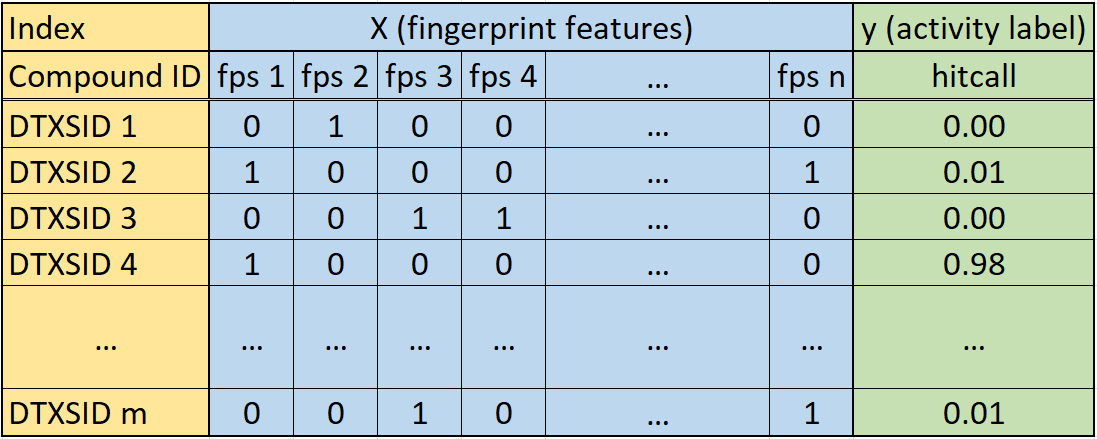 Index X (fingerprint features) y (activity label)
Compound ID fps 1 fps 2 fps 3 fps 4 ... fps n hitcall
DTXSID 1 0 1 0 0 ... 0 0.00
DTXSID 2 1 0 0 0 ... 1 0.01
DTXSID 3 0 0 1 1 ... 0 0.00
DTXSID 4 1 0 0 0 ... 0 0.98
... ... ... ... ... ... ... ...
DTXSID m 0 0 1 0 ... 1 0.01